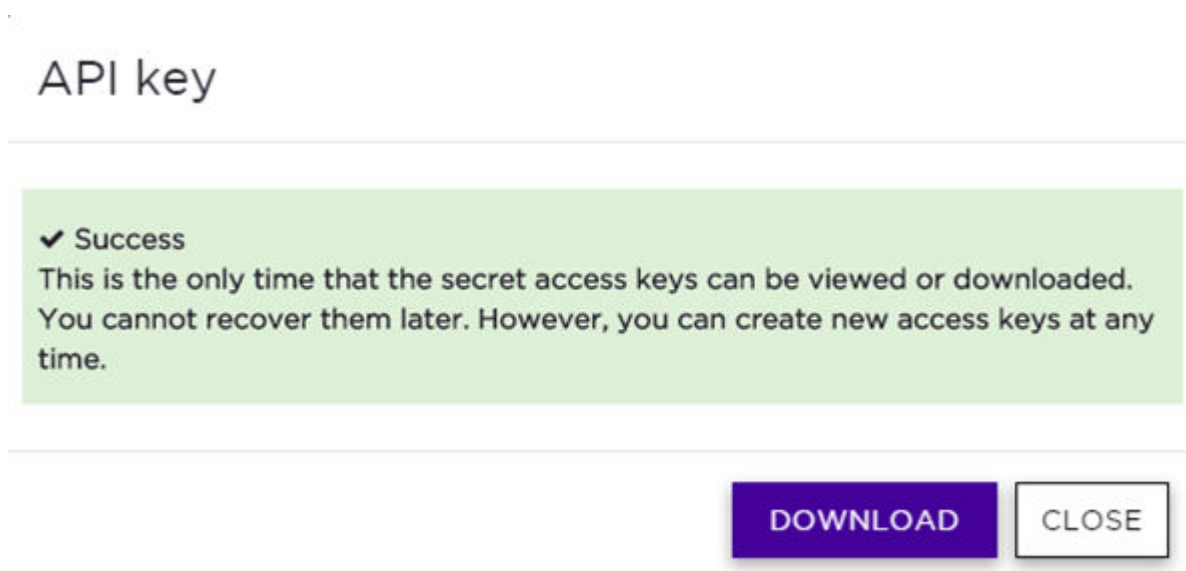 API key
✔ Success
This is the only time that the secret access keys can be viewed or downloaded.
You cannot recover them later. However, you can create new access keys at any
time.
DOWNLOAD
CLOSE